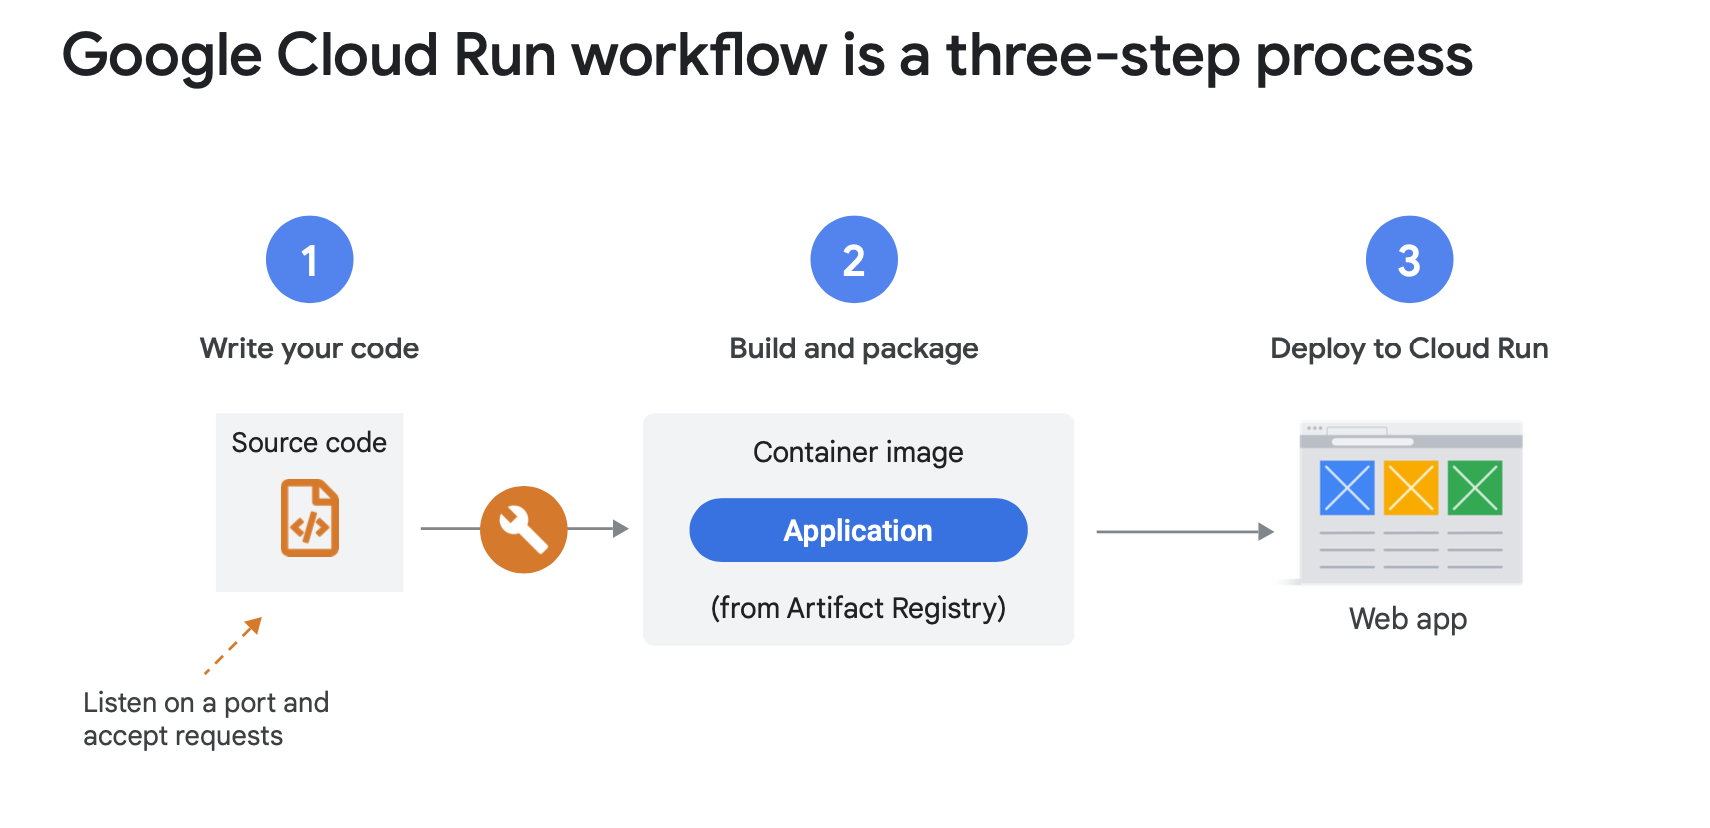 Google Cloud Run workflow is a three-step process
1
Write your code
Source code
Listen on a port and
accept requests
2
Build and package
Container image
Application
(from Artifact Registry)
3
Deploy to Cloud Run
Web app